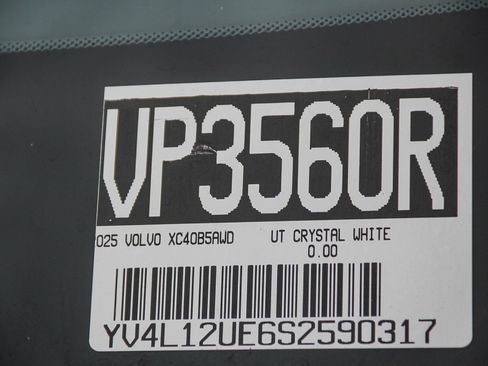 VP3560R
025 VOLVO XC40B5AWD UT CRYSTAL WHITE
0.00
YV4L12UE6S2590317